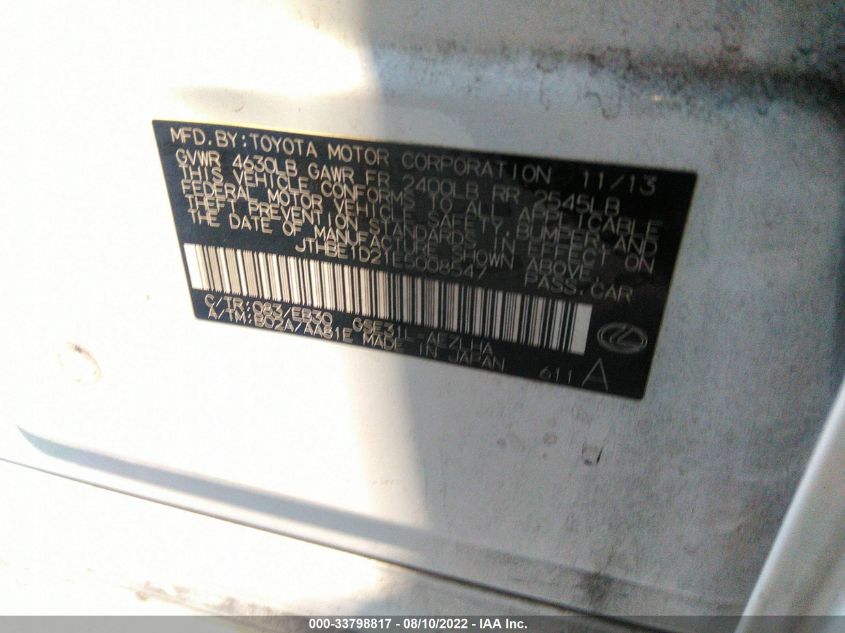 MFD.BY:TOYOTA MOTOR CORPORATION 11/13
GVWR 4630LB GAWR FR 2400LB RR 2545LB
THIS VEHICLE CONFORMS TO ALL APPLICABLE
FEDERAL MOTOR VEHICLE SAFETY, BUMPER, AND
THEFT PREVENTION STANDARDS IN EFFECT ON
THE DATE OF MANUFACTURE SHOWN ABOVE.
JTHBE1D21E5008547 PASS.CAR
C/TR:083/EB30 GSE31L-AEZLHA
A/TM:B02A/AA81E MADE IN JAPAN 611 A
000-33798817 - 08/10/2022 - IAA Inc.